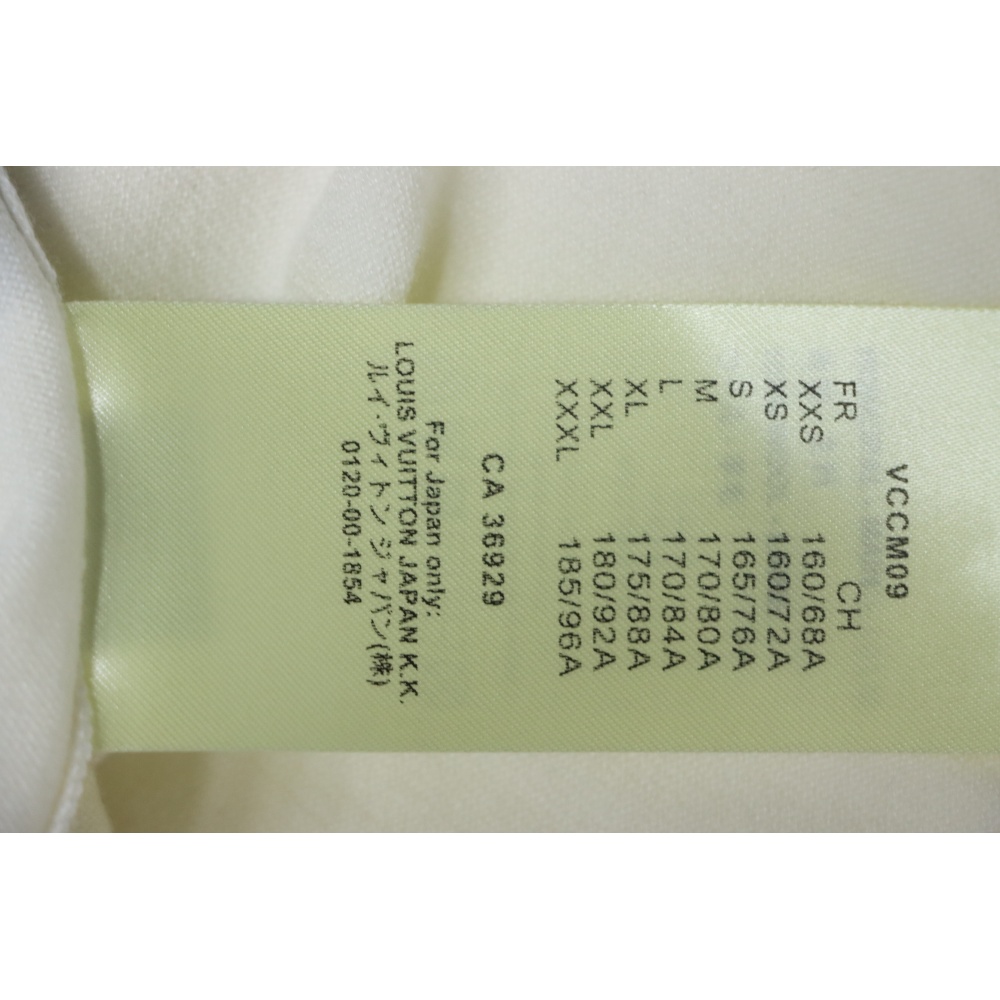 VCCM09
FR CH
XXS 160/68A
XS 160/72A
S 165/76A
M 170/80A
L 170/84A
XL 175/88A
XXL 180/92A
XXXL 185/96A
CA 36929
For Japan only:
LOUIS VUITTON JAPAN K.K.
ルイ・ヴィトンジャパン(株)
0120-00-1854